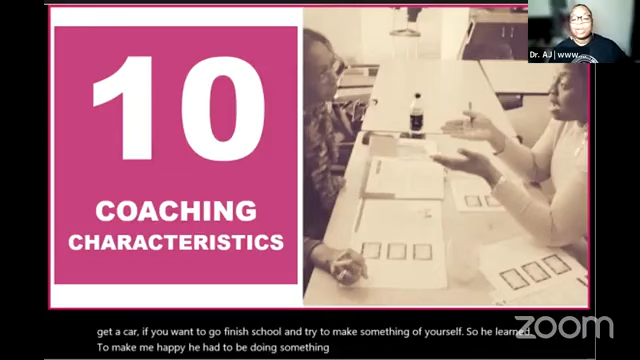 10
COACHING
CHARACTERISTICS
Dr. AJ | www.
get a car, if you want to go finish school and try to make something of yourself. So he learned.
To make me happy he had to be doing something
zoom